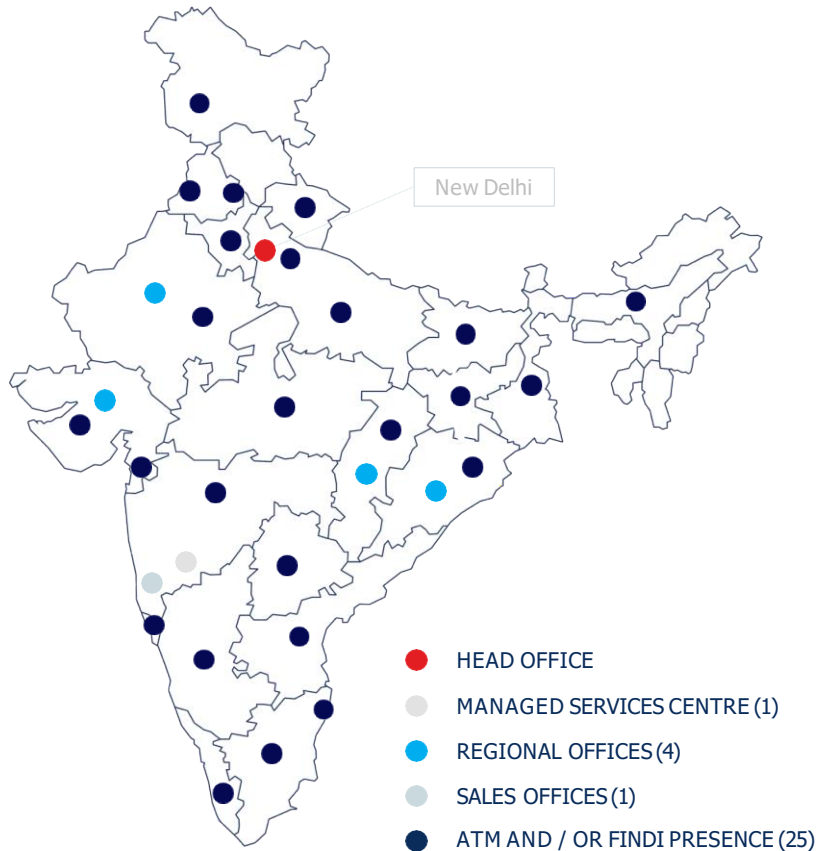 New Delhi
HEAD OFFICE
MANAGED SERVICES CENTRE (1)
REGIONAL OFFICES (4)
SALES OFFICES (1)
ATM AND / OR FINDI PRESENCE (25)